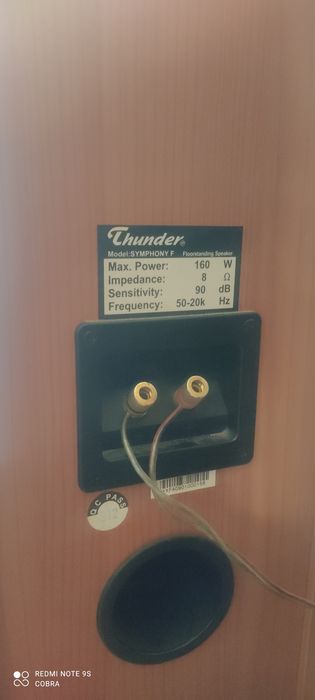 Thunder®
Model:SYMPHONY F Floorstanding Speaker
Max. Power: 160 W
Impedance: 8 Ω
Sensitivity: 90 dB
Frequency: 50-20k Hz
Q C PASS
REDMI NOTE 9S
COBRA